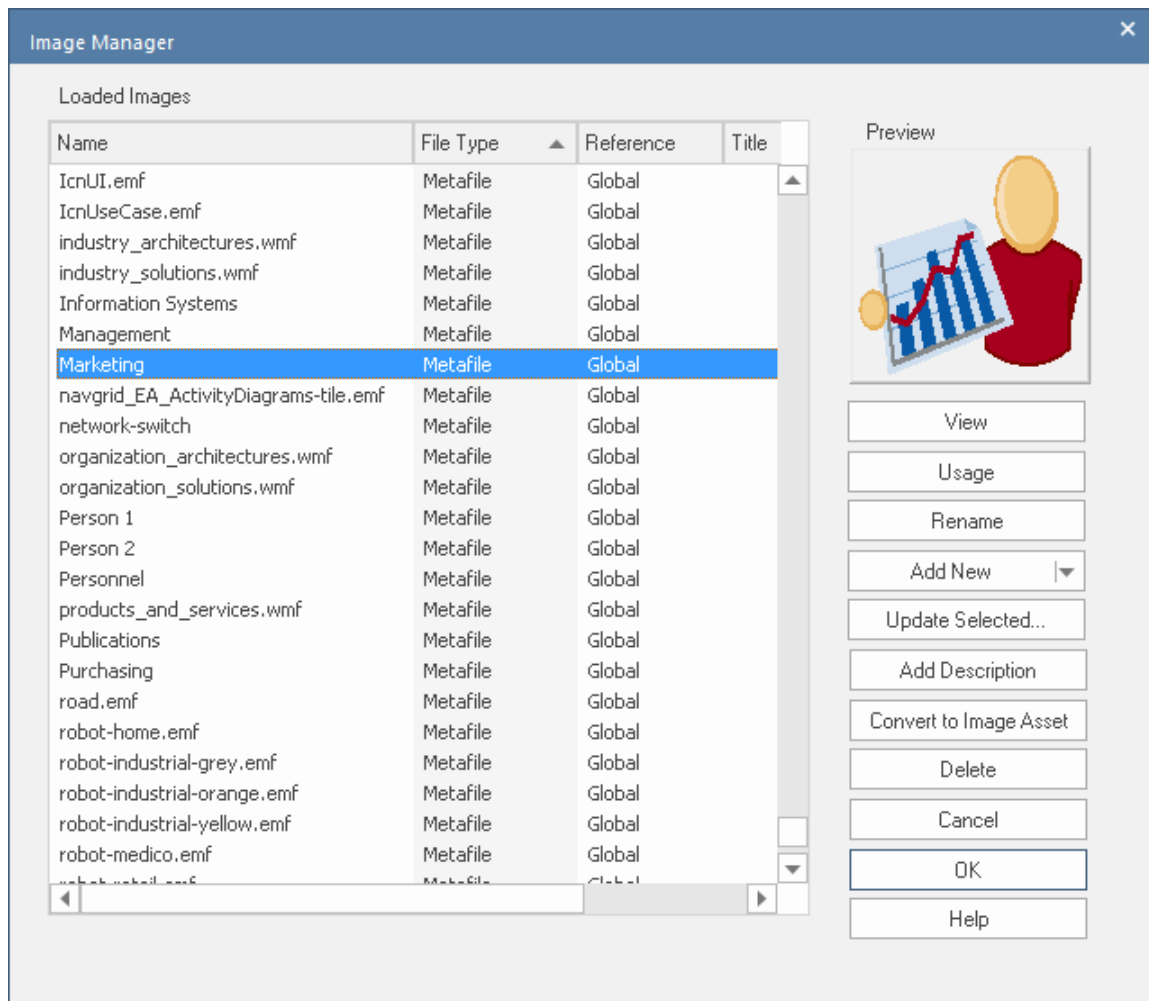 Image Manager
Loaded Images
Name File Type Reference Title
IcnUI.emf Metafile Global
IcnUseCase.emf Metafile Global
industry_architectures.wmf Metafile Global
industry_solutions.wmf Metafile Global
Information Systems Metafile Global
Management Metafile Global
Marketing Metafile Global
navgrid_EA_ActivityDiagrams-tile.emf Metafile Global
network-switch Metafile Global
organization_architectures.wmf Metafile Global
organization_solutions.wmf Metafile Global
Person 1 Metafile Global
Person 2 Metafile Global
Personnel Metafile Global
products_and_services.wmf Metafile Global
Publications Metafile Global
Purchasing Metafile Global
road.emf Metafile Global
robot-home.emf Metafile Global
robot-industrial-grey.emf Metafile Global
robot-industrial-orange.emf Metafile Global
robot-industrial-yellow.emf Metafile Global
robot-medico.emf Metafile Global
robot-retail.emf Metafile Global
Preview
View
Usage
Rename
Add New
Update Selected...
Add Description
Convert to Image Asset
Delete
Cancel
OK
Help